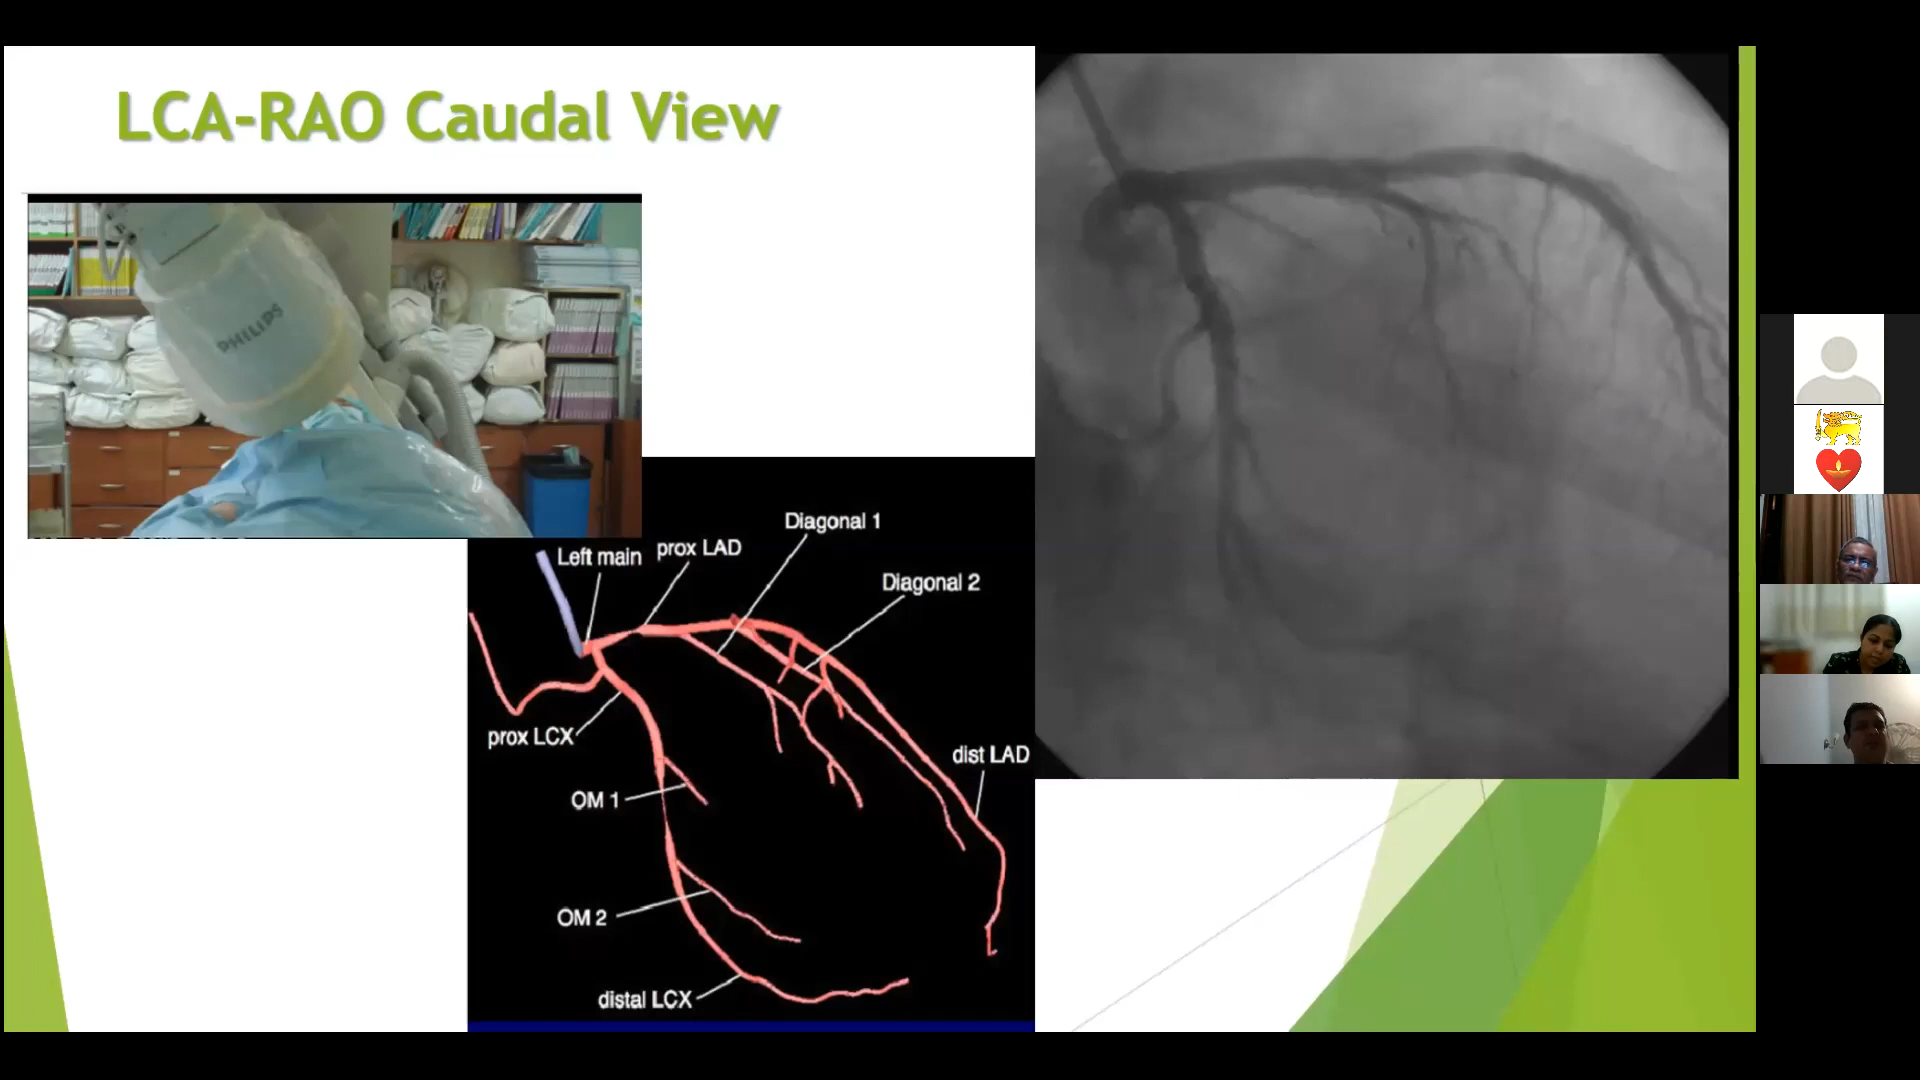 LCA-RAO Caudal View
PHILIPS
Diagonal 1
Left main
prox LAD
Diagonal 2
prox LCX
dist LAD
OM 1
OM 2
distal LCX